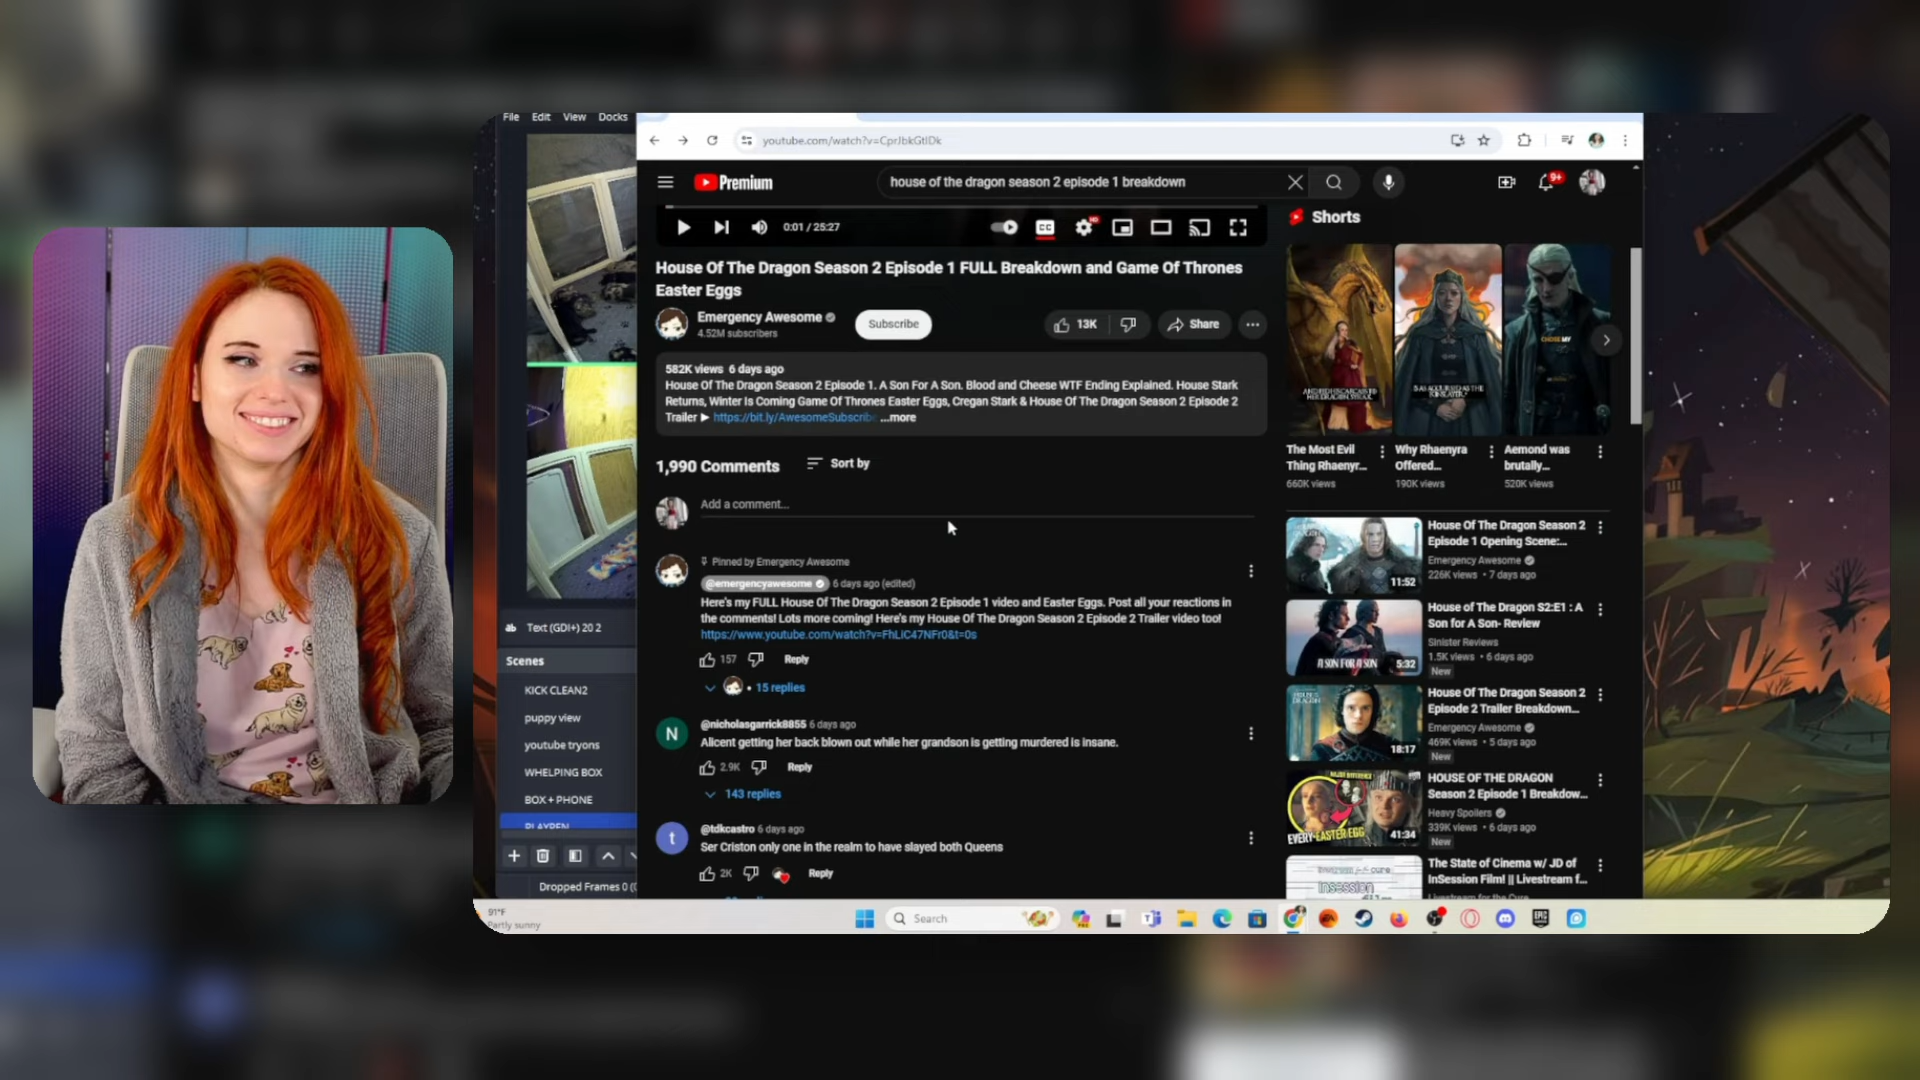 File Edit View Docks
youtube.com/watch?v=CprJbkGtIDk
Premium
house of the dragon season 2 episode 1 breakdown
9+
0:01 / 25:27
CC
HD
House Of The Dragon Season 2 Episode 1 FULL Breakdown and Game Of Thrones
Easter Eggs
Emergency Awesome
4.52M subscribers
Subscribe
13K
Share
582K views 6 days ago
House Of The Dragon Season 2 Episode 1. A Son For A Son. Blood and Cheese WTF Ending Explained. House Stark
Returns, Winter Is Coming Game Of Thrones Easter Eggs, Cregan Stark & House Of The Dragon Season 2 Episode 2
Trailer ► https://bit.ly/AwesomeSubscrib ...more
1,990 Comments
Sort by
Add a comment...
Pinned by Emergency Awesome
@emergencyawesome 6 days ago (edited)
Here's my FULL House Of The Dragon Season 2 Episode 1 video and Easter Eggs. Post all your reactions in
the comments! Lots more coming! Here's my House Of The Dragon Season 2 Episode 2 Trailer video too!
https://www.youtube.com/watch?v=FhLiC47NFr0&t=0s
157 Reply
15 replies
N
@nicholasgarrick8855 6 days ago
Alicent getting her back blown out while her grandson is getting murdered is insane.
2.9K Reply
143 replies
t
@tdkcastro 6 days ago
Ser Criston only one in the realm to have slayed both Queens
2K Reply
Shorts
CHOSE MY
The Most Evil
Thing Rhaenyr...
660K views
Why Rhaenyra
Offered...
190K views
Aemond was
brutally...
520K views
11:52
House Of The Dragon Season 2
Episode 1 Opening Scene:...
Emergency Awesome
226K views • 7 days ago
A SON FOR A SON
5:32
House of The Dragon S2:E1 : A
Son for A Son- Review
Sinister Reviews
1.5K views • 6 days ago
New
18:17
House Of The Dragon Season 2
Episode 2 Trailer Breakdown...
Emergency Awesome
469K views • 5 days ago
New
EVERY EASTER EGG
41:34
HOUSE OF THE DRAGON
Season 2 Episode 1 Breakdow...
Heavy Spoilers
339K views • 6 days ago
New
InSession
The State of Cinema w/ JD of
InSession Film! || Livestream f...
Livestream for the Cure
ab Text (GDI+) 20 2
Scenes
KICK CLEAN2
puppy view
youtube tryons
WHELPING BOX
BOX + PHONE
PLAYPEN
Dropped Frames 0 (
91°F
Partly sunny
Search